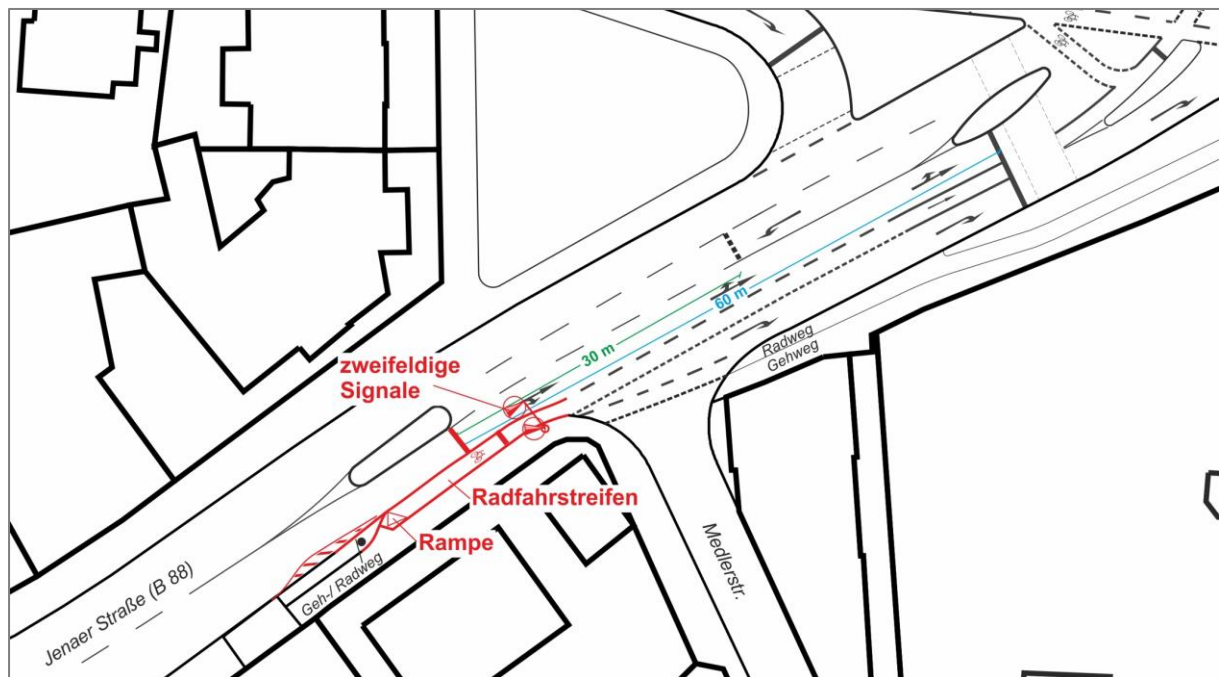 60 m
30 m
zweifeldige
Signale
Radweg
Gehweg
Radfahrstreifen
Rampe
Geh-/ Radweg
Jenaer Straße (B 88)
Medlerstr.